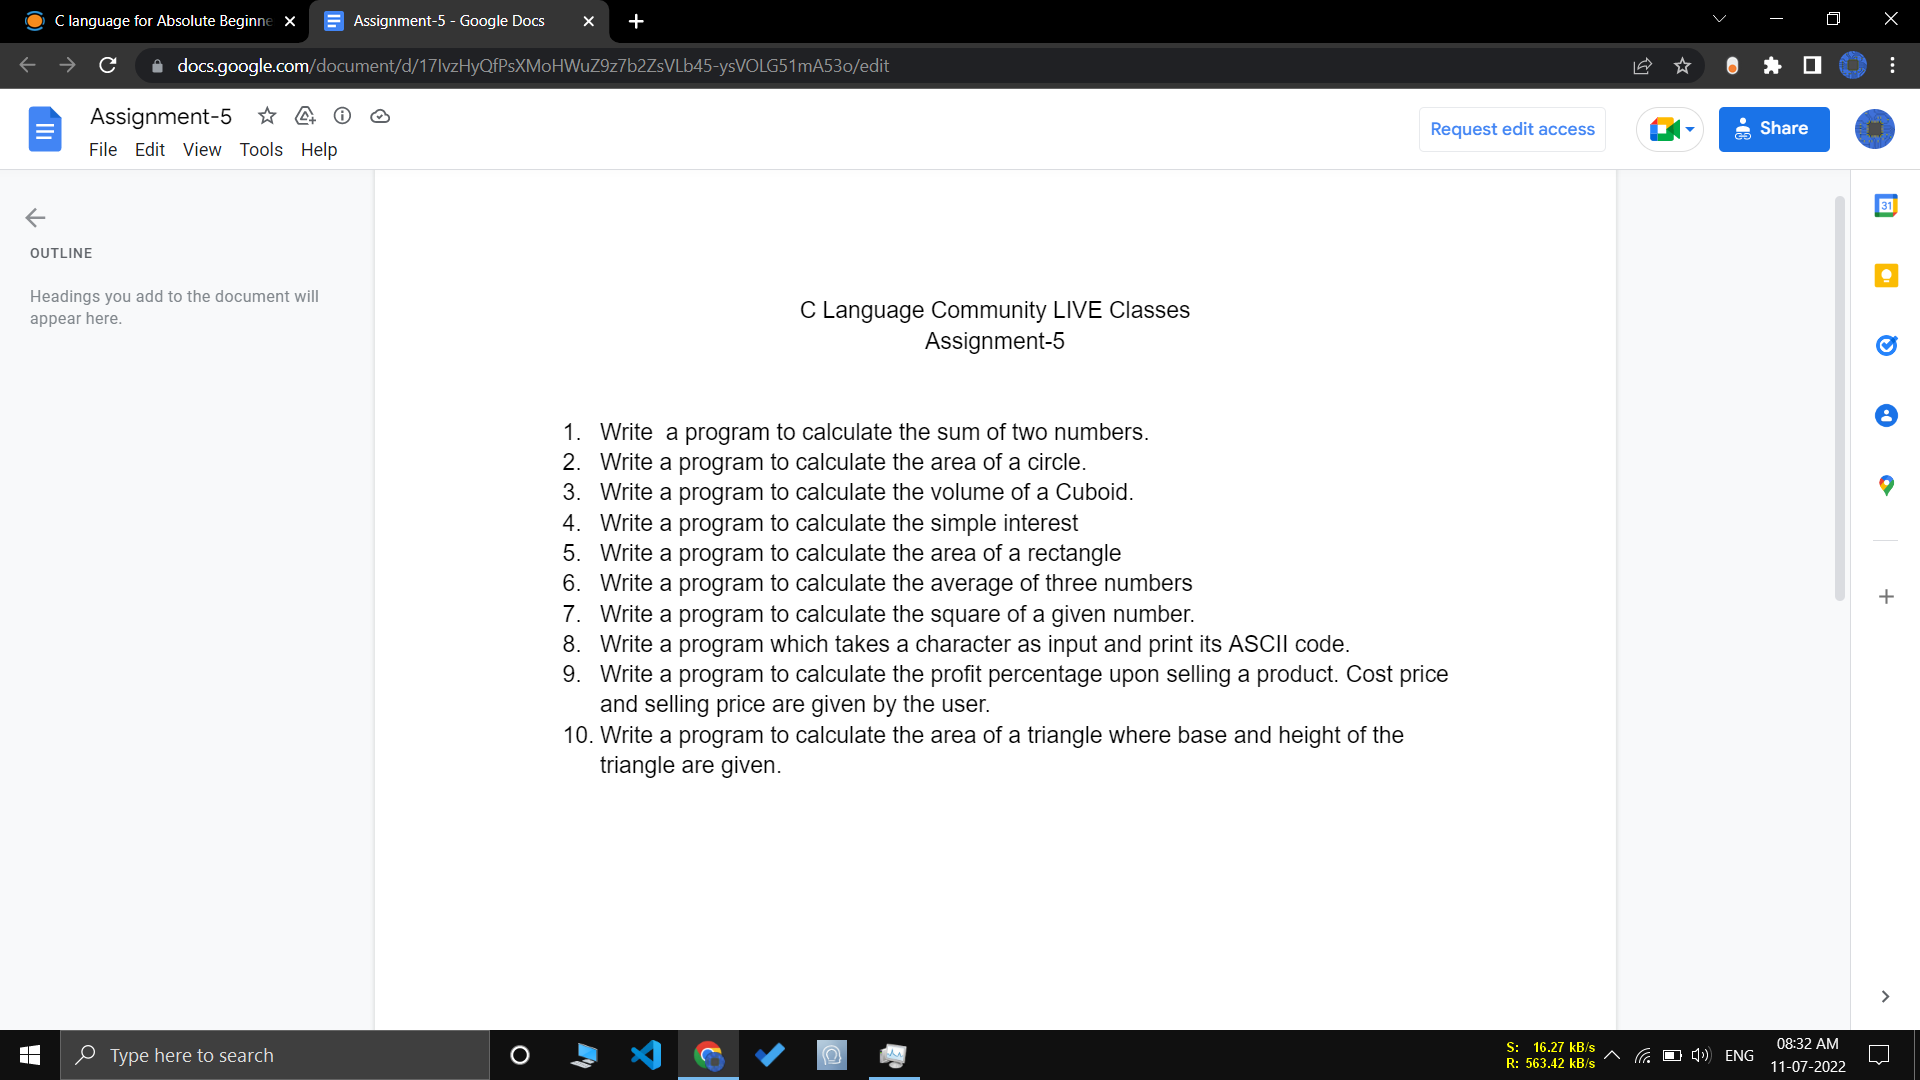 C language for Absolute Beginne
Assignment-5 - Google Docs
docs.google.com/document/d/17IvzHyQfPsXMoHWuZ9z7b2ZsVLb45-ysVOLG51mA53o/edit
Assignment-5
File Edit View Tools Help
Request edit access
Share
OUTLINE
Headings you add to the document will
appear here.
C Language Community LIVE Classes
Assignment-5
1. Write  a program to calculate the sum of two numbers.
2. Write a program to calculate the area of a circle.
3. Write a program to calculate the volume of a Cuboid.
4. Write a program to calculate the simple interest
5. Write a program to calculate the area of a rectangle
6. Write a program to calculate the average of three numbers
7. Write a program to calculate the square of a given number.
8. Write a program which takes a character as input and print its ASCII code.
9. Write a program to calculate the profit percentage upon selling a product. Cost price
and selling price are given by the user.
10. Write a program to calculate the area of a triangle where base and height of the
triangle are given.
31
Type here to search
S: 16.27 kB/s
R: 563.42 kB/s
ENG
08:32 AM
11-07-2022